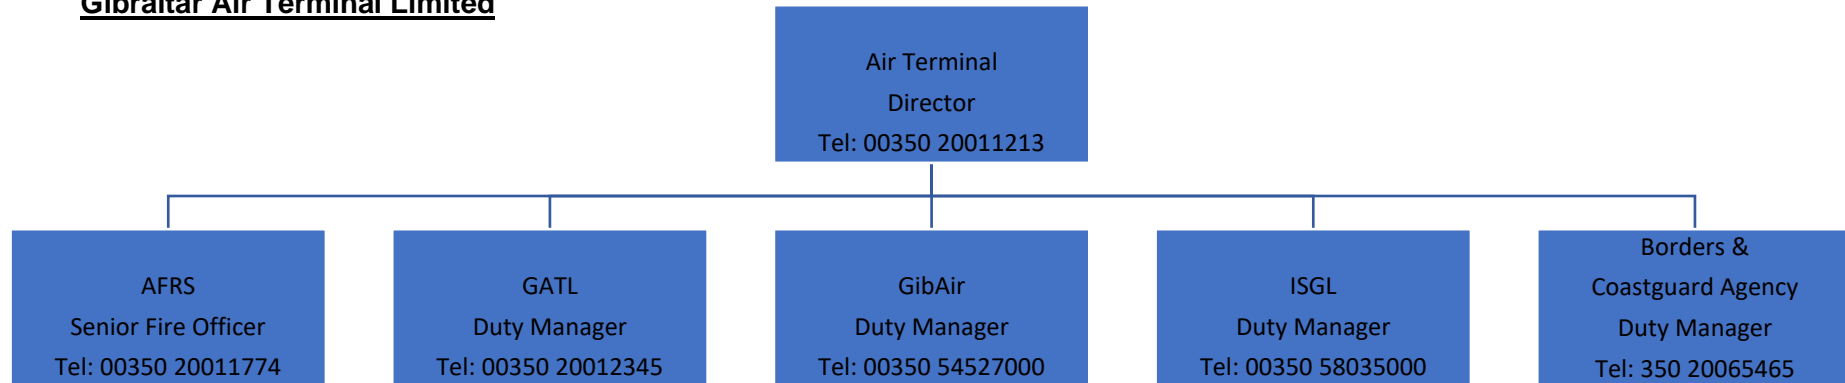 Gibraltar Air Terminal Limited
Air Terminal
Director
Tel: 00350 20011213
AFRS
Senior Fire Officer
Tel: 00350 20011774
GATL
Duty Manager
Tel: 00350 20012345
GibAir
Duty Manager
Tel: 00350 54527000
ISGL
Duty Manager
Tel: 00350 58035000
Borders &
Coastguard Agency
Duty Manager
Tel: 350 20065465